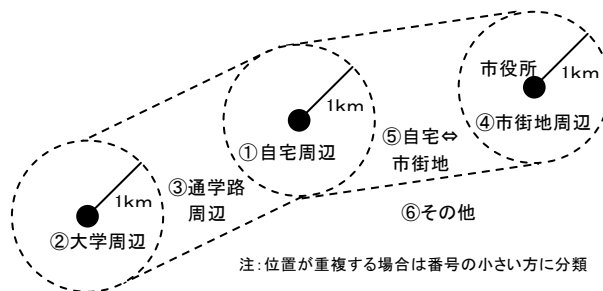 市役所
1km
④市街地周辺
1km
①自宅周辺
⑤自宅⇔
市街地
1km
③通学路
周辺
②大学周辺
⑥その他
注:位置が重複する場合は番号の小さい方に分類